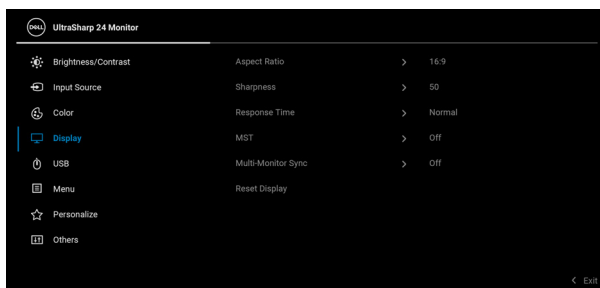 DELL UltraSharp 24 Monitor
Brightness/Contrast Aspect Ratio > 16:9
Input Source Sharpness > 50
Color Response Time > Normal
Display MST > Off
USB Multi-Monitor Sync > Off
Menu Reset Display
Personalize
Others
< Exit